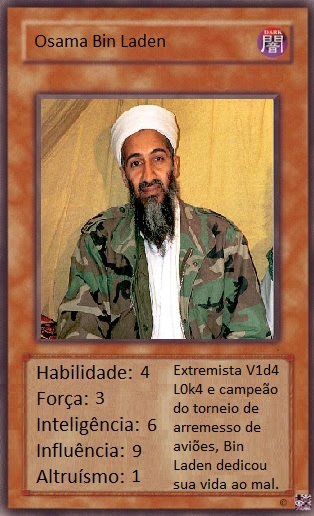 Osama Bin Laden
DARK
闇
Habilidade: 4
Força: 3
Inteligência: 6
Influência: 9
Altruísmo: 1
Extremista V1d4
L0k4 e campeão
do torneio de
arremesso de
aviões, Bin
Laden dedicou
sua vida ao mal.
©